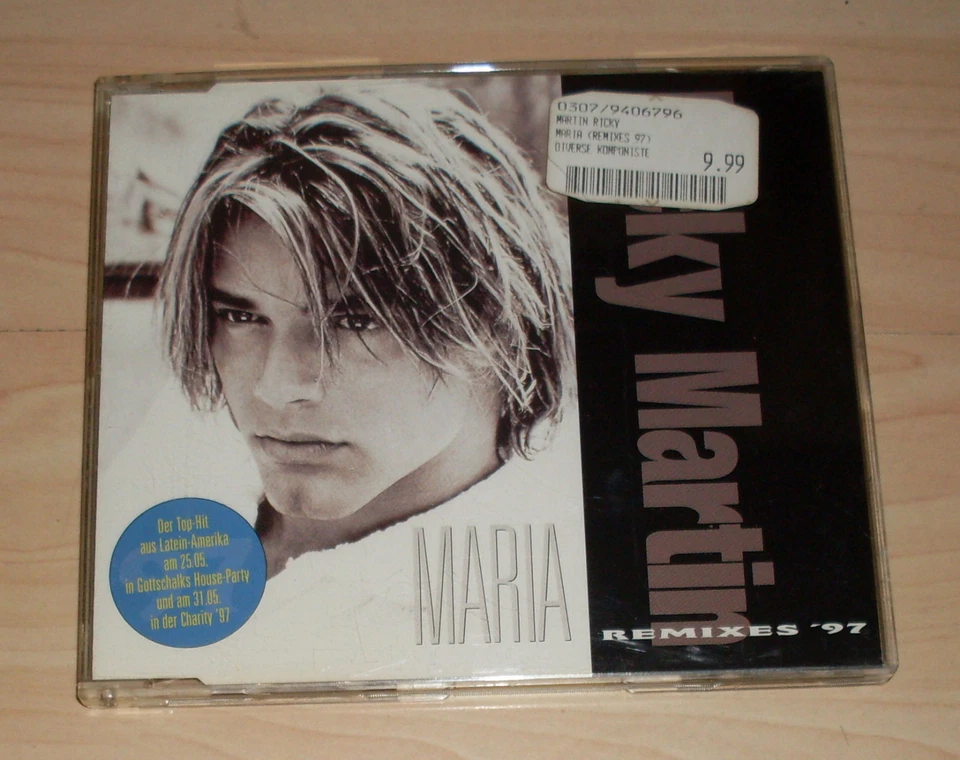 0307/9406796
MARTIN RICKY
MARIA (REMIXES 97)
DIVERSE KOMPONISTE
9.99
cky Martin
REMIXES '97
MARIA
Der Top-Hit
aus Latein-Amerika
am 25.05.
in Gottschalks House-Party
und am 31.05.
in der Charity '97